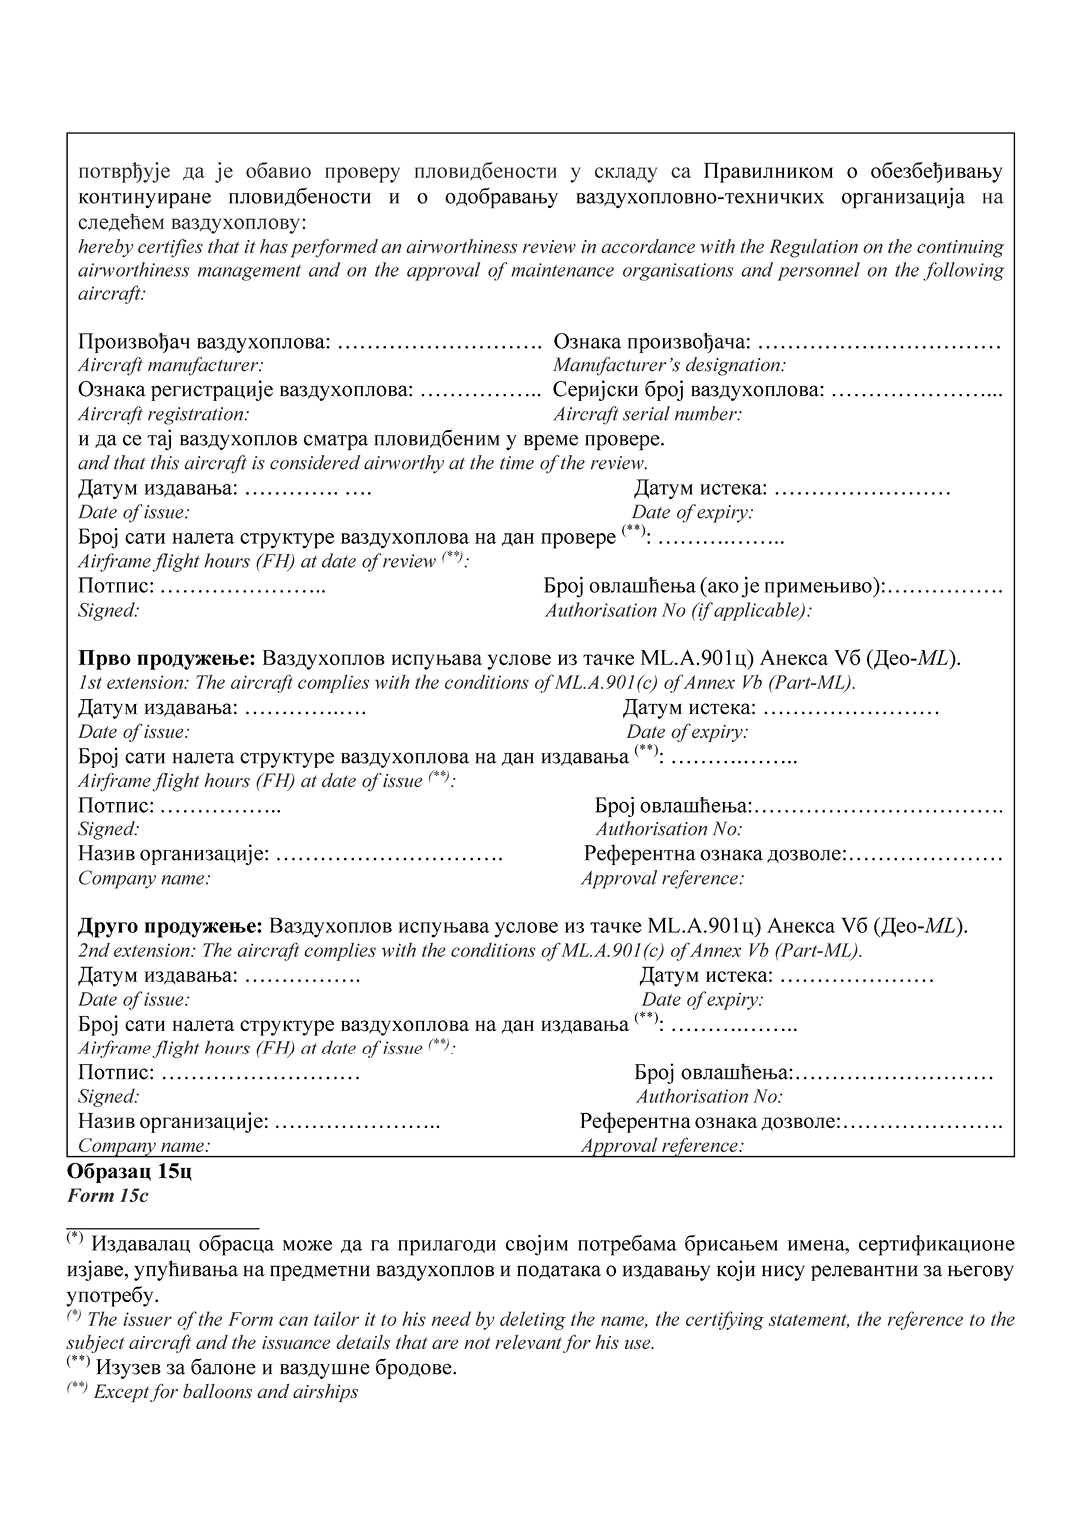 потврђује да је обавио проверу пловидбености у складу са Правилником о обезбеђивању
континуиране пловидбености и о одобравању ваздухопловно-техничких организација на
следећем ваздухоплову:
hereby certifies that it has performed an airworthiness review in accordance with the Regulation on the continuing
airworthiness management and on the approval of maintenance organisations and personnel on the following
aircraft:
Произвођач ваздухоплова: ………………………. Ознака произвођача: ……………………………
Aircraft manufacturer: Manufacturer’s designation:
Ознака регистрације ваздухоплова: …………….. Серијски број ваздухоплова: …………………...
Aircraft registration: Aircraft serial number:
и да се тај ваздухоплов сматра пловидбеним у време провере.
and that this aircraft is considered airworthy at the time of the review.
Датум издавања: …………. …. Датум истека: ……………………
Date of issue: Date of expiry:
Број сати налета структуре ваздухоплова на дан провере (**): ……….……..
Airframe flight hours (FH) at date of review (**):
Потпис: ………………….. Број овлашћења (ако је примењиво):…………….
Signed: Authorisation No (if applicable):
Прво продужење: Ваздухоплов испуњава услове из тачке ML.A.901ц) Анекса Vб (Део-ML).
1st extension: The aircraft complies with the conditions of ML.A.901(c) of Annex Vb (Part-ML).
Датум издавања: ………….…. Датум истека: ……………………
Date of issue: Date of expiry:
Број сати налета структуре ваздухоплова на дан издавања (**): ……….……..
Airframe flight hours (FH) at date of issue (**):
Потпис: …………….. Број овлашћења:…………………………….
Signed: Authorisation No:
Назив организације: …………………………. Референтна ознака дозволе:…………………
Company name: Approval reference:
Друго продужење: Ваздухоплов испуњава услове из тачке ML.A.901ц) Анекса Vб (Део-ML).
2nd extension: The aircraft complies with the conditions of ML.A.901(c) of Annex Vb (Part-ML).
Датум издавања: ……………. Датум истека: …………………
Date of issue: Date of expiry:
Број сати налета структуре ваздухоплова на дан издавања (**): ……….……..
Airframe flight hours (FH) at date of issue (**):
Потпис: ……………………… Број овлашћења:………………………
Signed: Authorisation No:
Назив организације: ………………….. Референтна ознака дозволе:………………….
Company name: Approval reference:
Образац 15ц
Form 15c
(*) Издавалац обрасца може да га прилагоди својим потребама брисањем имена, сертификационе
изјаве, упућивања на предметни ваздухоплов и података о издавању који нису релевантни за његову
употребу.
(*) The issuer of the Form can tailor it to his need by deleting the name, the certifying statement, the reference to the
subject aircraft and the issuance details that are not relevant for his use.
(**) Изузев за балоне и ваздушне бродове.
(**) Except for balloons and airships